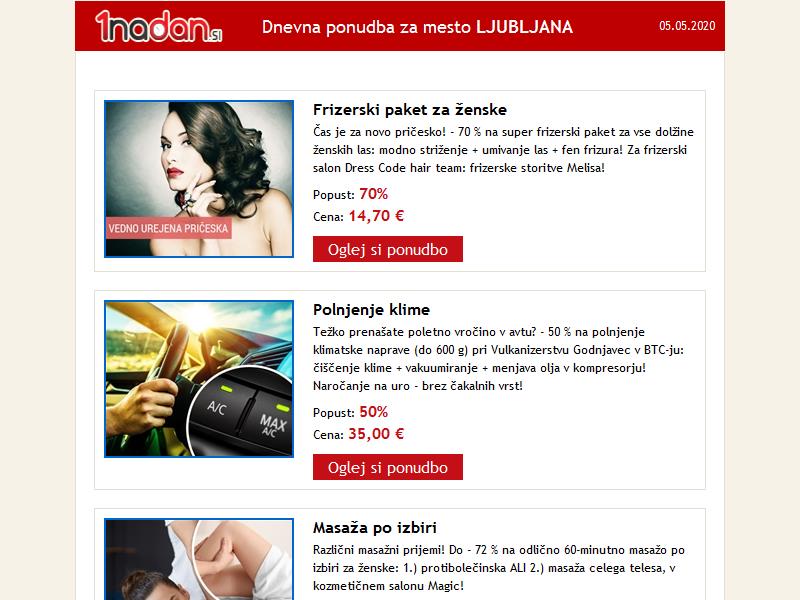 1nadan.si
Dnevna ponudba za mesto LJUBLJANA
05.05.2020
Frizerski paket za ženske
Čas je za novo pričesko! - 70 % na super frizerski paket za vse dolžine
ženskih las: modno striženje + umivanje las + fen frizura! Za frizerski
salon Dress Code hair team: frizerske storitve Melisa!
VEDNO UREJENA PRIČESKA
Popust: 70%
Cena: 14,70 €
Oglej si ponudbo
Polnjenje klime
Težko prenašate poletno vročino v avtu? - 50 % na polnjenje
klimatske naprave (do 600 g) pri Vulkanizerstvu Godnjavec v BTC-ju:
čiščenje klime + vakuumiranje + menjava olja v kompresorju!
Naročanje na uro - brez čakalnih vrst!
A/C
MAX
A/C
Popust: 50%
Cena: 35,00 €
Oglej si ponudbo
Masaža po izbiri
Različni masažni prijemi! Do - 72 % na odlično 60-minutno masažo po
izbiri za ženske: 1.) protibolečinska ALI 2.) masaža celega telesa, v
kozmetičnem salonu Magic!